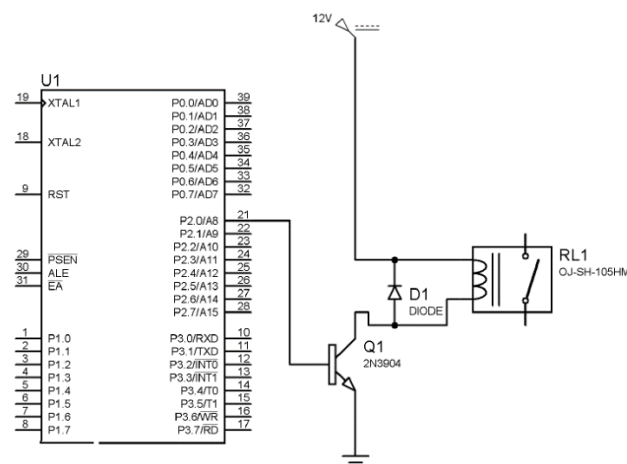 12V
U1
19 XTAL1 P0.0/AD0 39
P0.1/AD1 38
P0.2/AD2 37
18 XTAL2 P0.3/AD3 36
P0.4/AD4 35
P0.5/AD5 34
P0.6/AD6 33
9 RST P0.7/AD7 32
P2.0/A8 21
P2.1/A9 22
P2.2/A10 23
29 PSEN P2.3/A11 24
30 ALE P2.4/A12 25
31 EA P2.5/A13 26
P2.6/A14 27
P2.7/A15 28
1 P1.0 P3.0/RXD 10
2 P1.1 P3.1/TXD 11
3 P1.2 P3.2/INT0 12
4 P1.3 P3.3/INT1 13
5 P1.4 P3.4/T0 14
6 P1.5 P3.5/T1 15
7 P1.6 P3.6/WR 16
8 P1.7 P3.7/RD 17
RL1
OJ-SH-105HM
D1
DIODE
Q1
2N3904